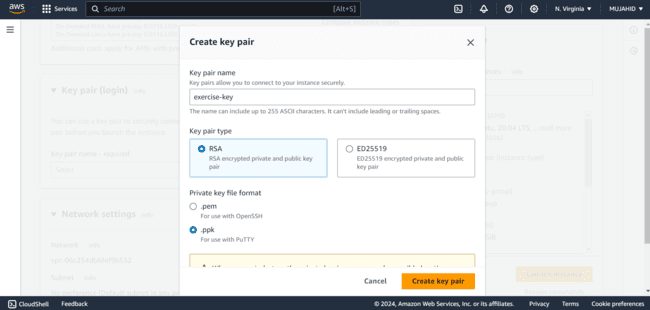 aws
Services
Search
[Alt+S]
N. Virginia
MUJAHID
Create key pair
Key pair (login)
Key pair name
Key pairs allow you to connect to your instance securely.
exercise-key
The name can include up to 255 ASCII characters. It can't include leading or trailing spaces.
Key pair type
RSA
RSA encrypted private and public key
pair
ED25519
ED25519 encrypted private and public
key pair
Private key file format
.pem
For use with OpenSSH
.ppk
For use with PuTTY
Network settings
Network
Subnet
Cancel
Create key pair
CloudShell
Feedback
© 2024, Amazon Web Services, Inc. or its affiliates.
Privacy
Terms
Cookie preferences